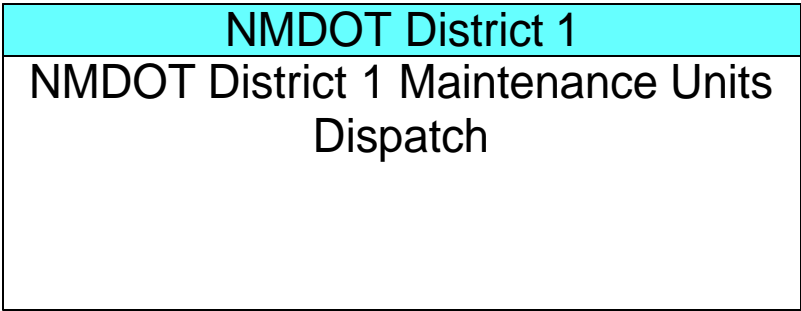 NMDOT District 1
NMDOT District 1 Maintenance Units
Dispatch